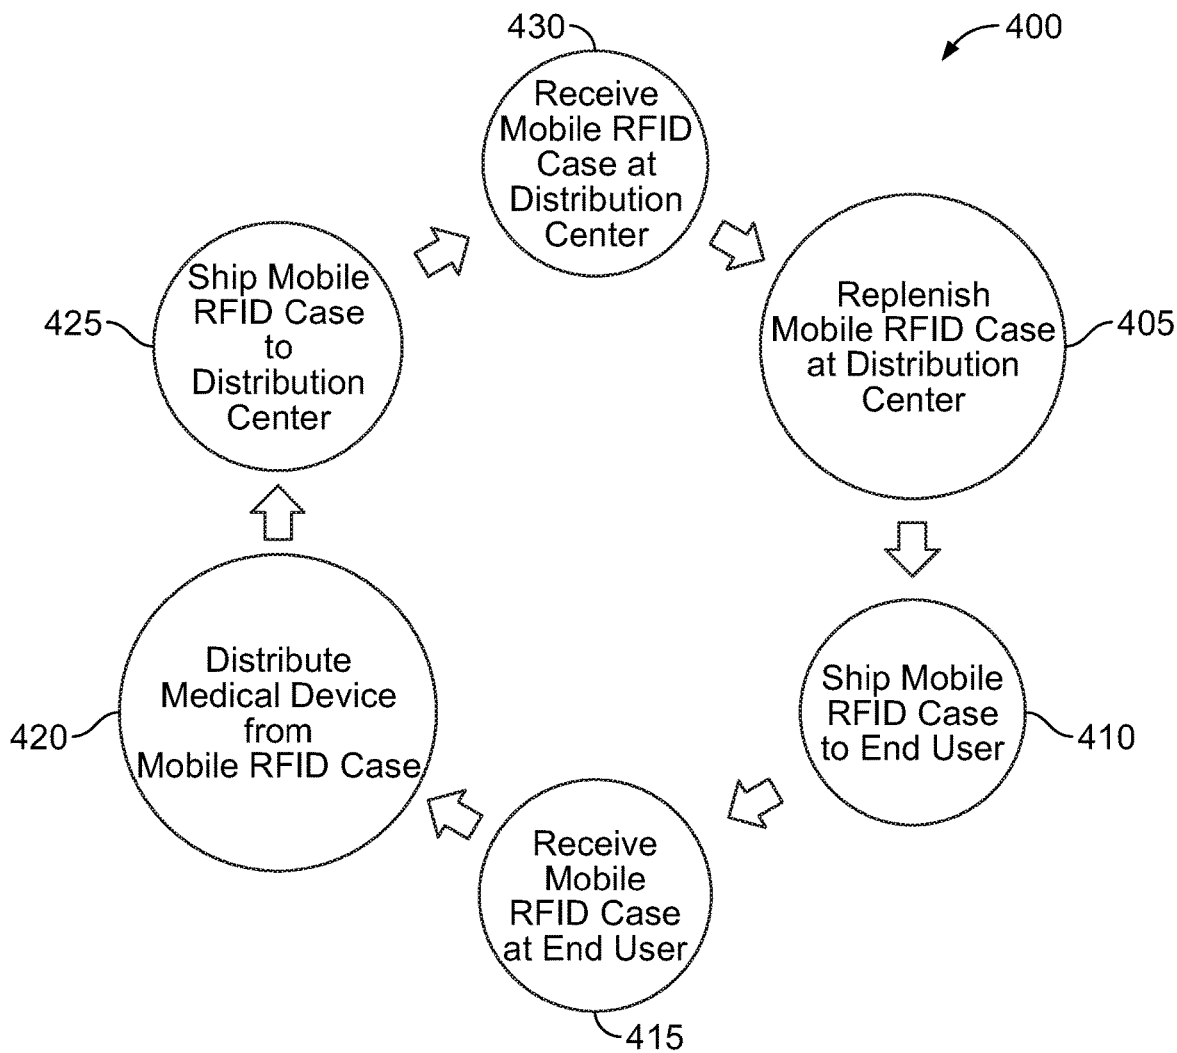 430
400
Receive
Mobile RFID
Case at
Distribution
Center
Ship Mobile
RFID Case
to
Distribution
Center
425
Replenish
Mobile RFID Case
at Distribution
Center
405
Distribute
Medical Device
from
Mobile RFID Case
420
Ship Mobile
RFID Case
to End User
410
Receive
Mobile
RFID Case
at End User
415